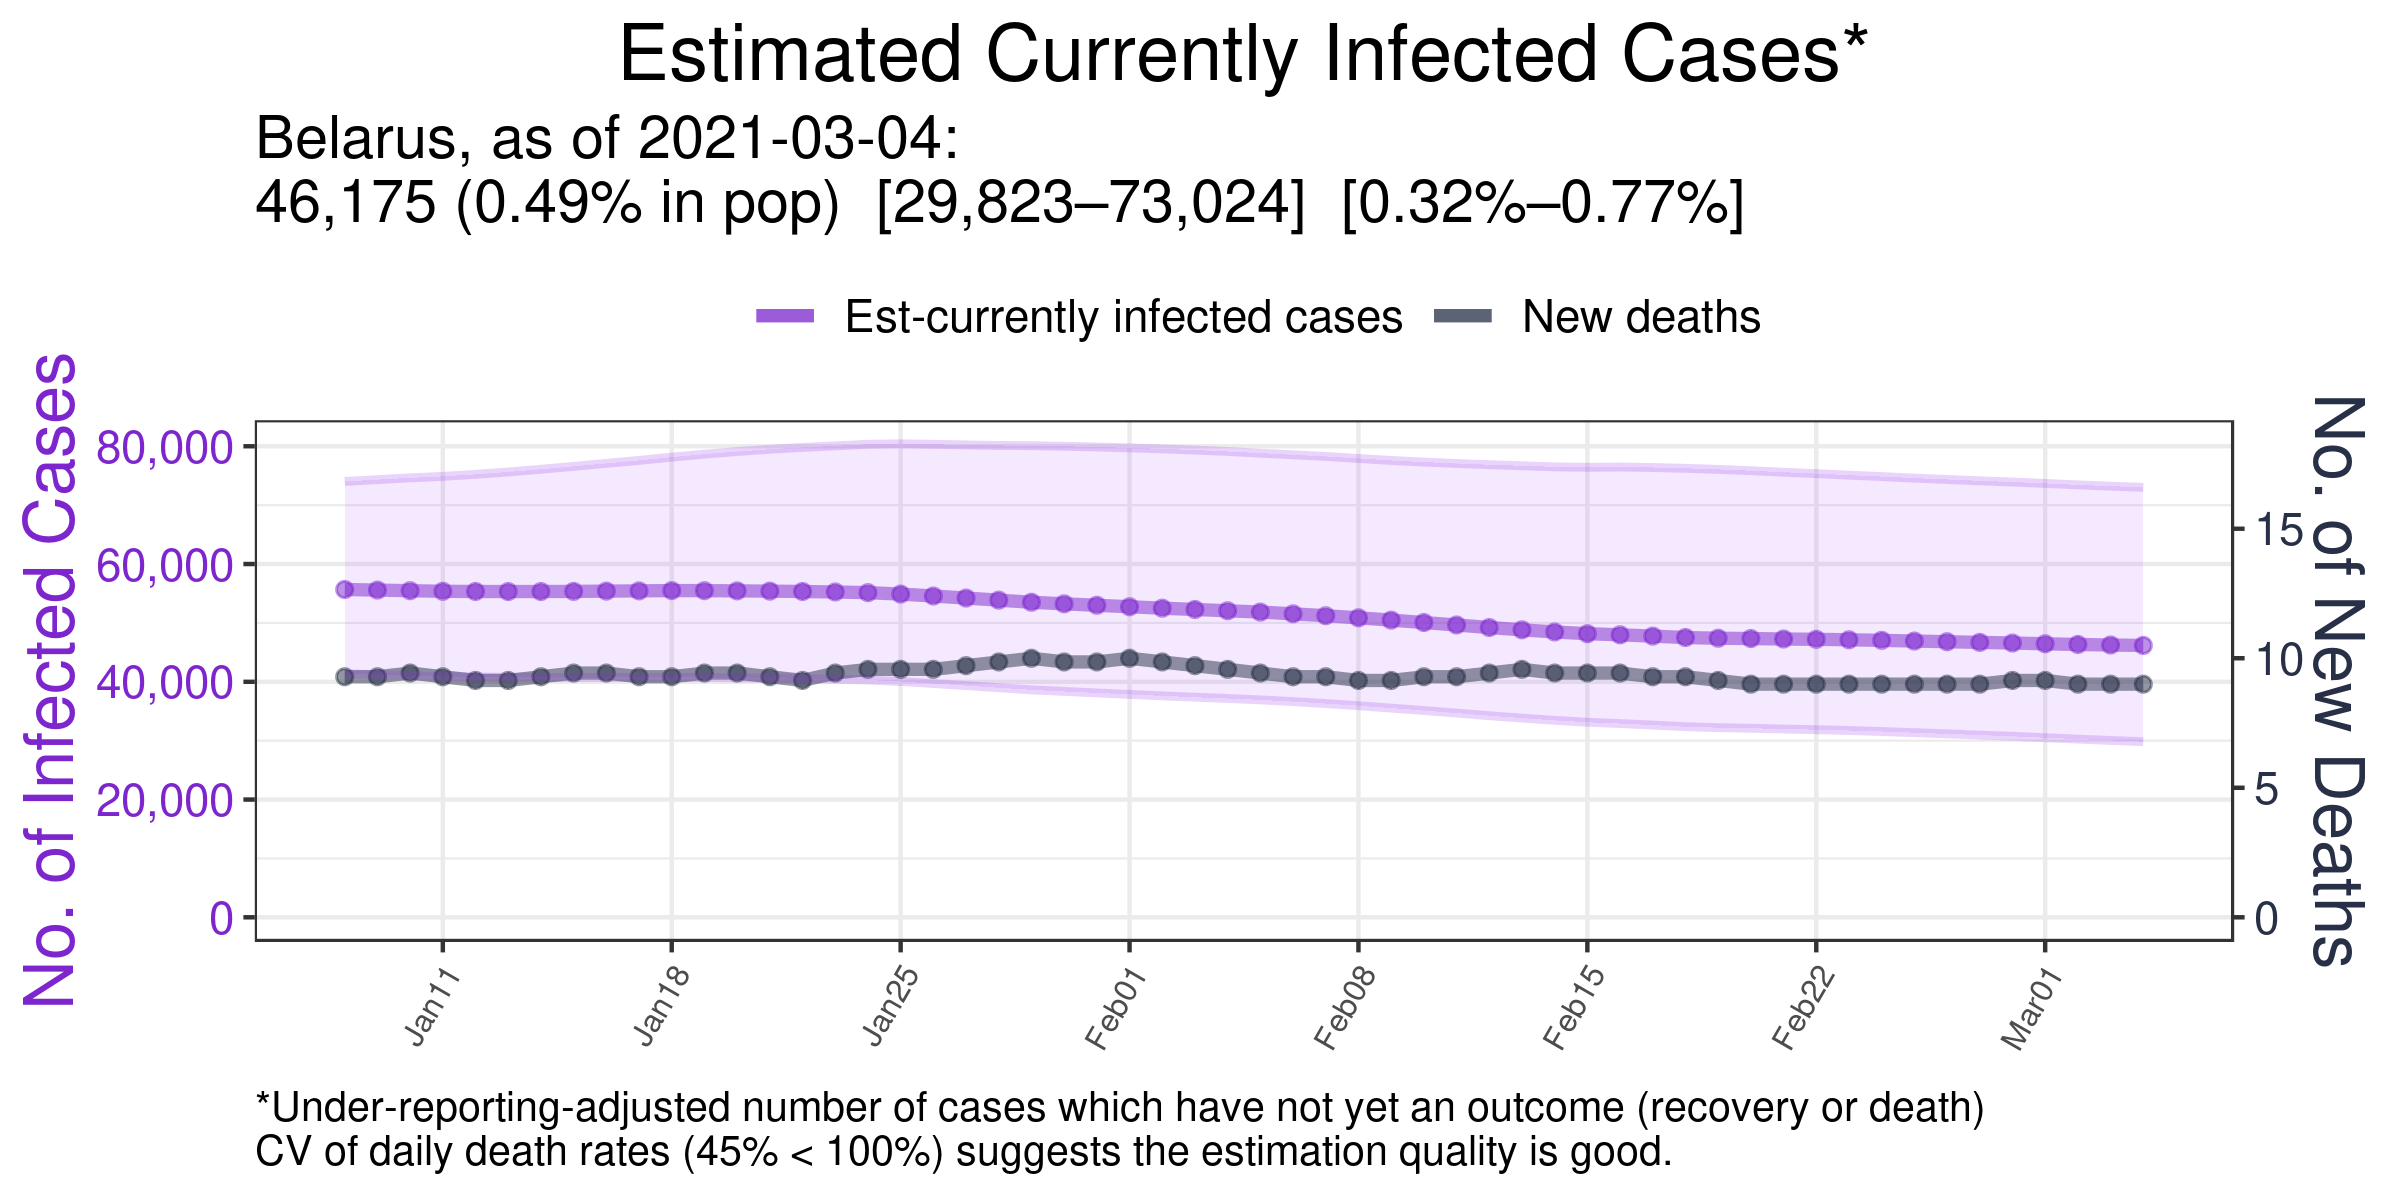 Estimated Currently Infected Cases*
Belarus, as of 2021-03-04:
46,175 (0.49% in pop)  [29,823–73,024]  [0.32%–0.77%]
Est-currently infected cases
New deaths
No. of Infected Cases
80,000
60,000
40,000
20,000
0
No. of New Deaths
15
10
5
0
Jan11
Jan18
Jan25
Feb01
Feb08
Feb15
Feb22
Mar01
*Under-reporting-adjusted number of cases which have not yet an outcome (recovery or death)
CV of daily death rates (45% < 100%) suggests the estimation quality is good.